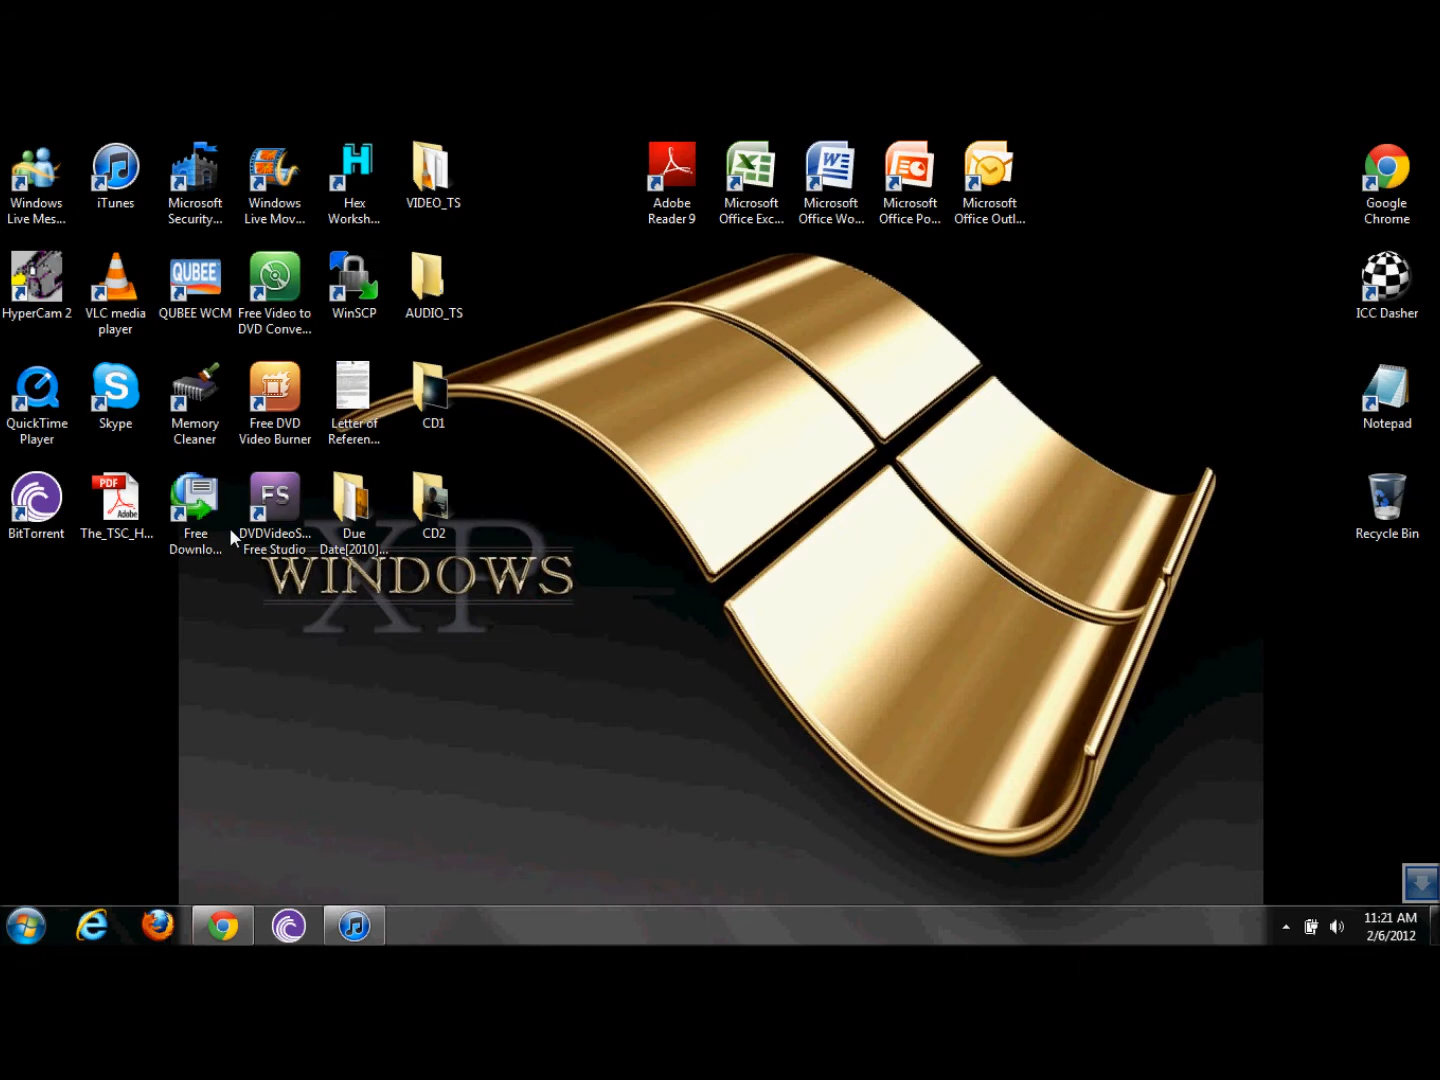 Windows
Live Mes...
iTunes
Microsoft
Security...
Windows
Live Mov...
Hex
Worksh...
VIDEO_TS
Adobe
Reader 9
Microsoft
Office Exc...
Microsoft
Office Wo...
Microsoft
Office Po...
Microsoft
Office Outl...
Google
Chrome
HyperCam 2
VLC media
player
QUBEE
QUBEE WCM
Free Video to
DVD Conve...
WinSCP
AUDIO_TS
ICC Dasher
QuickTime
Player
Skype
Memory
Cleaner
Free DVD
Video Burner
Letter of
Referen...
CD1
Notepad
BitTorrent
PDF
Adobe
The_TSC_H...
Free
Downlo...
FS
DVDVideoS...
Free Studio
Due
Date[2010]...
CD2
Recycle Bin
XP
WINDOWS
11:21 AM
2/6/2012